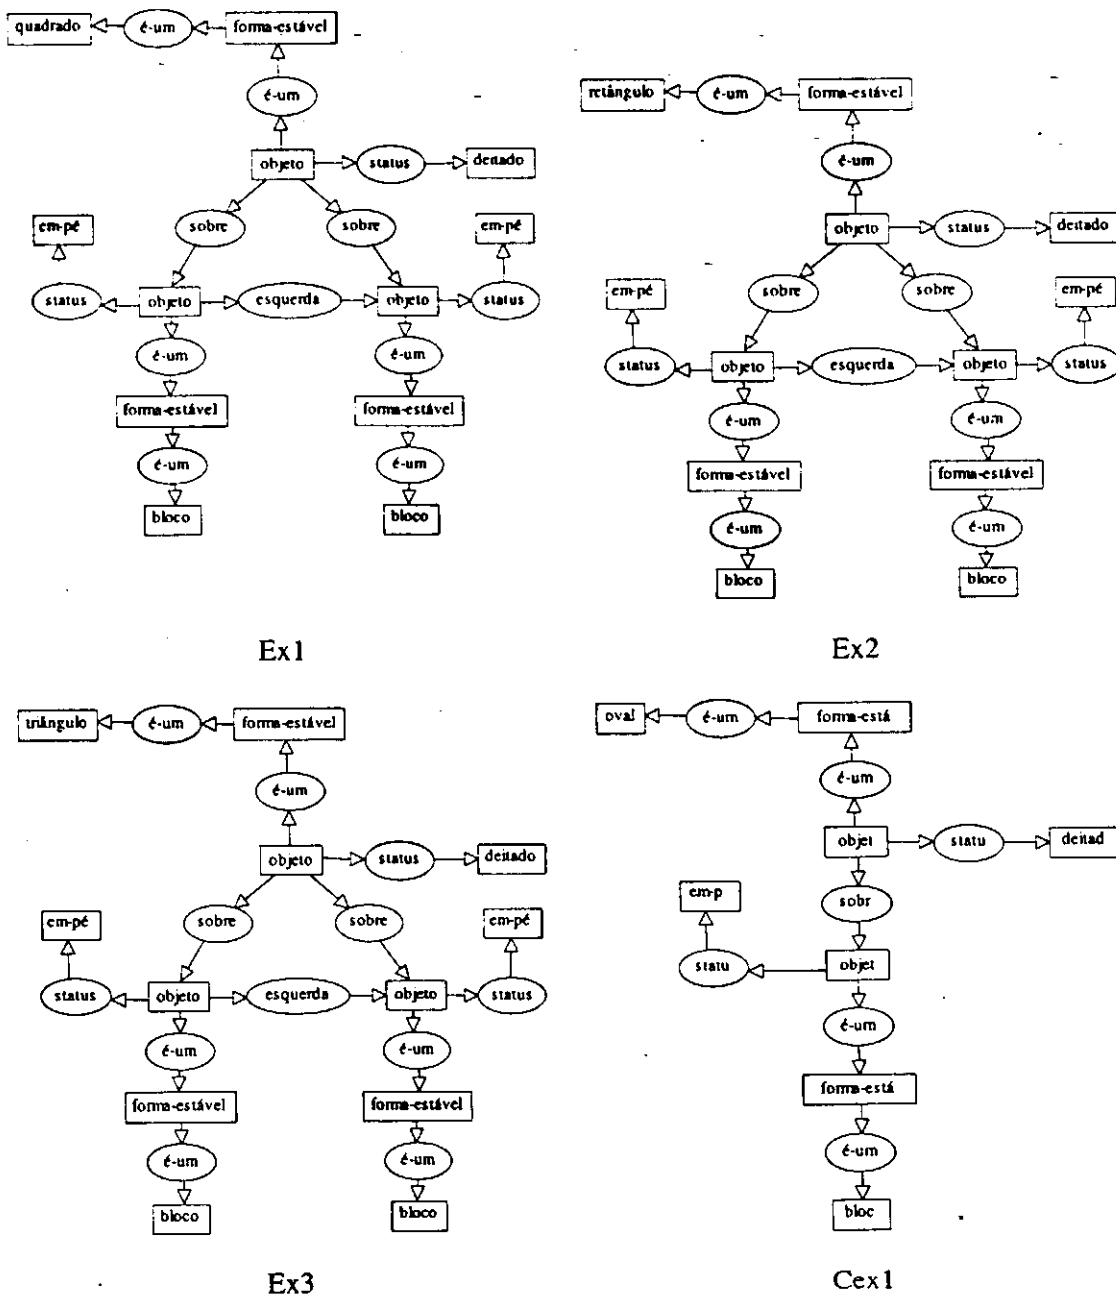 quadrado é-um forma-estável
é-um
objeto status deitado
em-pé sobre sobre em-pé
status objeto esquerda objeto status
é-um é-um
forma-estável forma-estável
é-um é-um
bloco bloco
Ex1
retângulo é-um forma-estável
é-um
objeto status deitado
em-pé sobre sobre em-pé
status objeto esquerda objeto status
é-um é-um
forma-estável forma-estável
é-um é-um
bloco bloco
Ex2
triângulo é-um forma-estável
é-um
objeto status deitado
em-pé sobre sobre em-pé
status objeto esquerda objeto status
é-um é-um
forma-estável forma-estável
é-um é-um
bloco bloco
Ex3
oval é-um forma-está
é-um
objet statu deitad
em-p sobr
statu objet
é-um
forma-está
é-um
bloc
Cex1